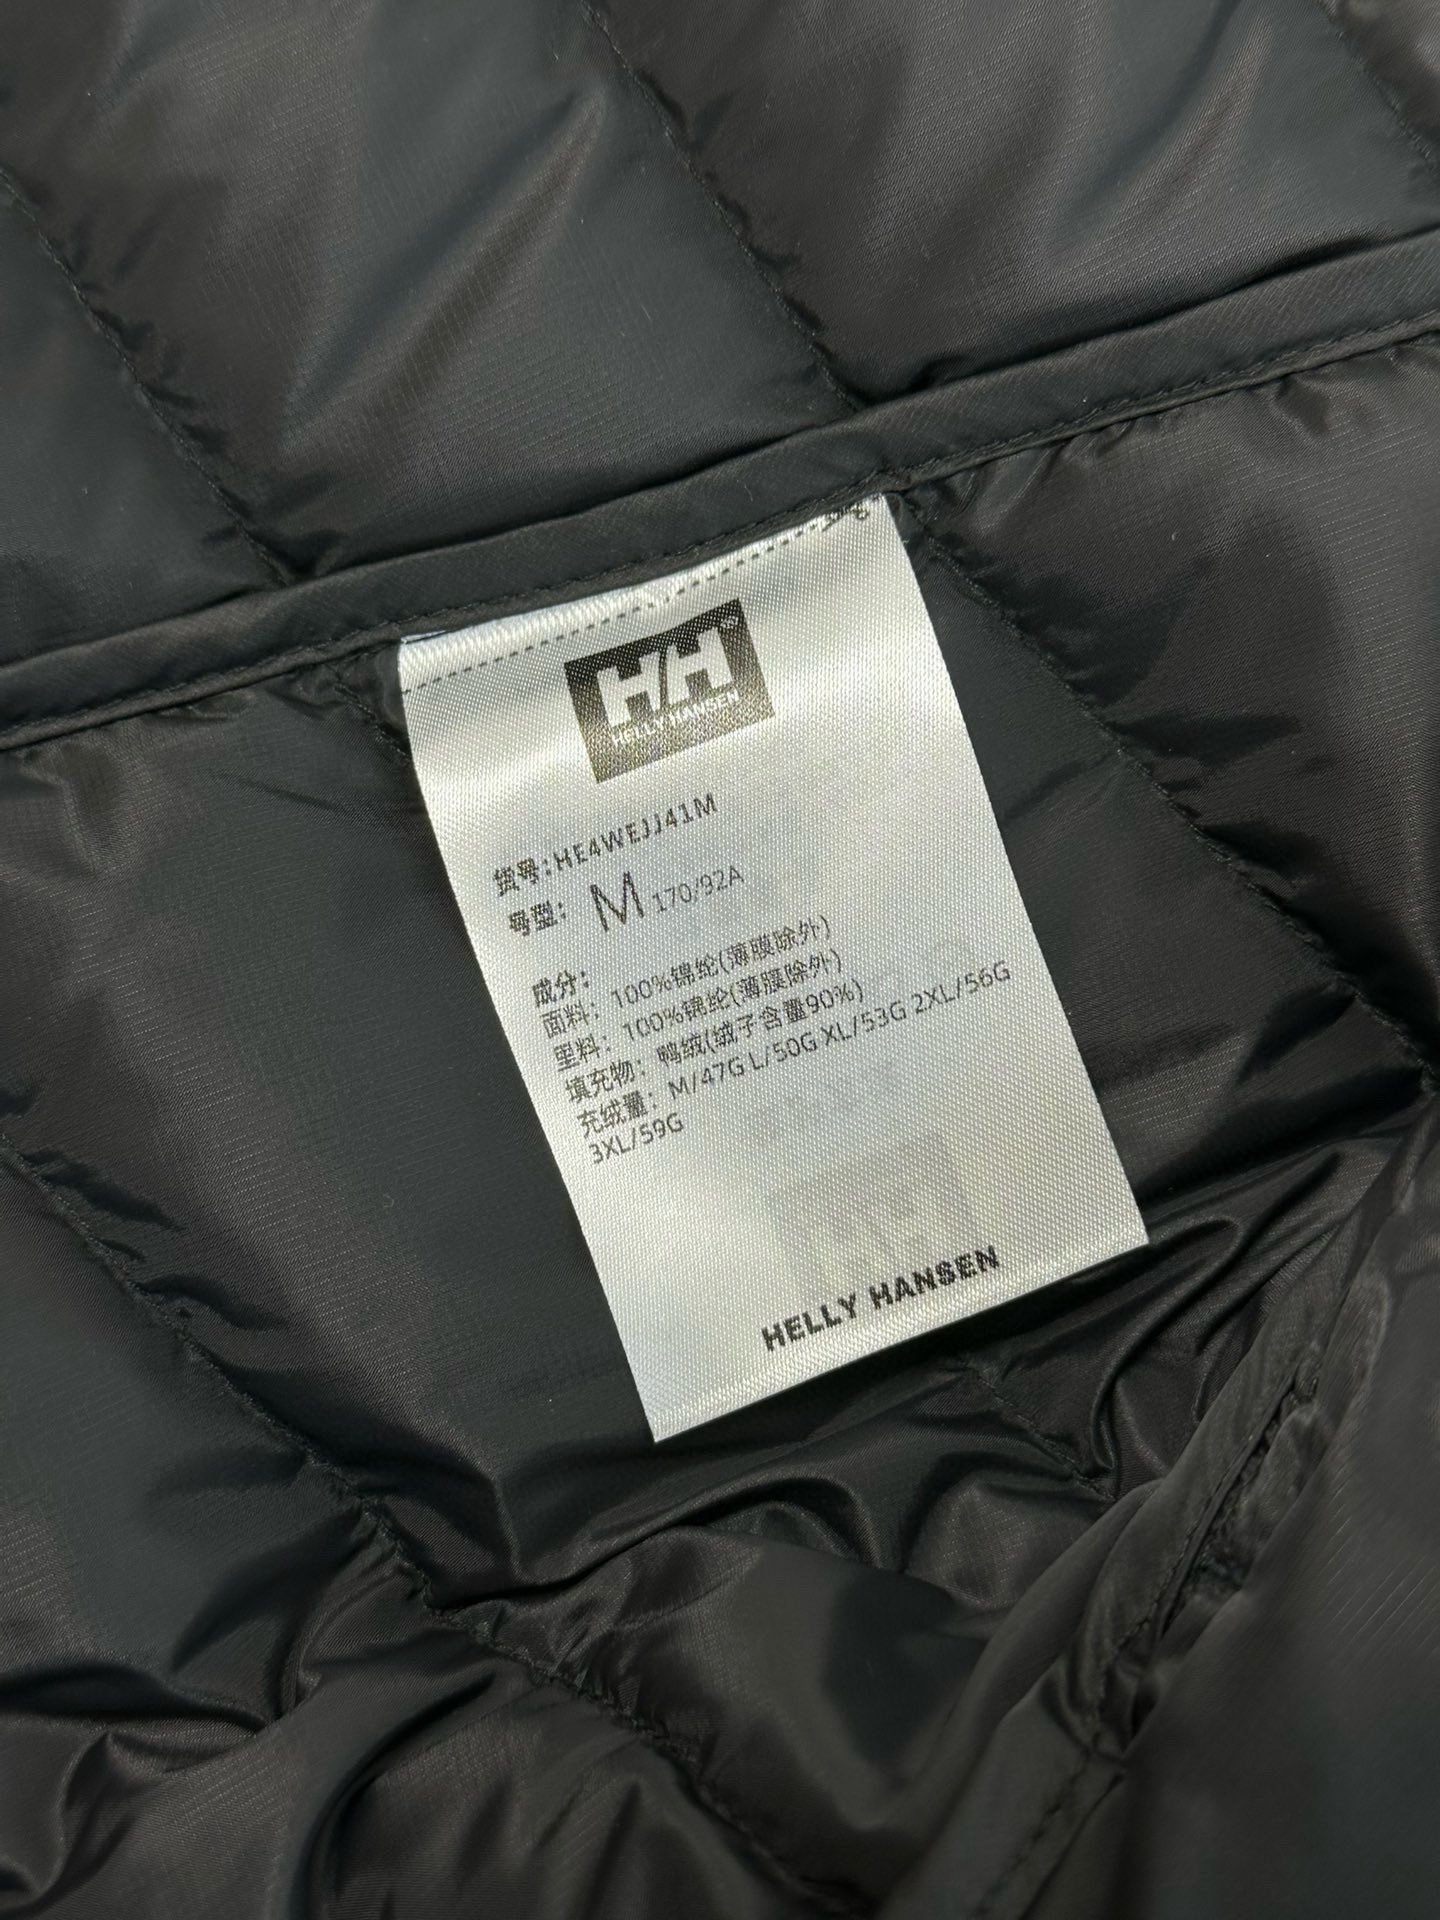 HH®
HELLY HANSEN
货号:HE4WEJJ41M
号型: M 170/92A
成分:
面料: 100%锦纶(薄膜除外)
里料: 100%锦纶(薄膜除外)
填充物: 鸭绒(绒子含量90%)
充绒量: M/47G L/50G XL/53G 2XL/56G
3XL/59G
HELLY HANSEN